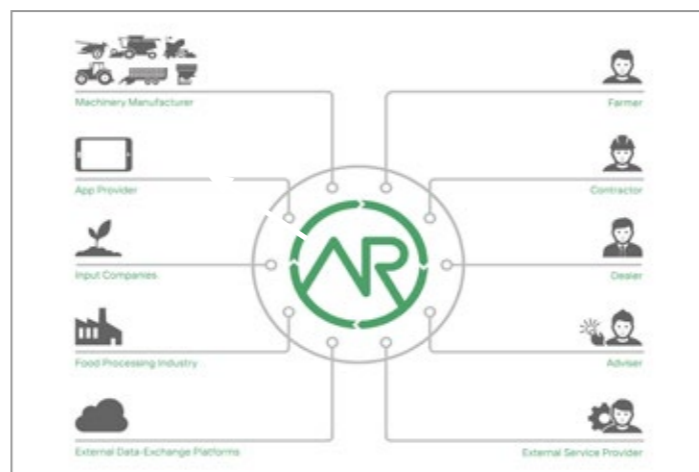 Machinery Manufacturer
Farmer
App Provider
Contractor
AR
Input Companies
Dealer
Food Processing Industry
Adviser
External Data-Exchange Platforms
External Service Provider